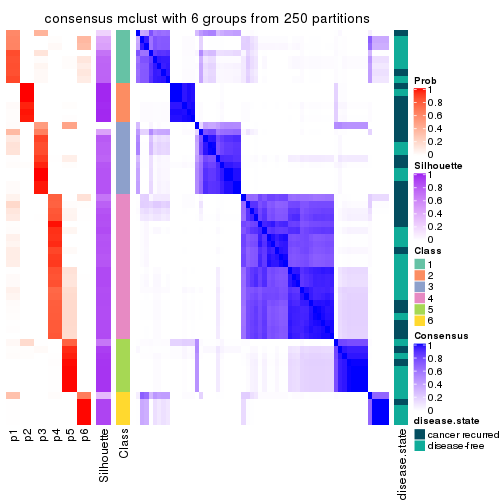 consensus mclust with 6 groups from 250 partitions
Prob
1
0.8
0.6
0.4
0.2
0
Silhouette
1
0.8
0.6
0.4
0.2
0
Class
1
2
3
4
5
6
Consensus
1
0.8
0.6
0.4
0.2
0
disease.state
cancer recurred
disease-free
p1
p2
p3
p4
p5
p6
Silhouette
Class
disease.state